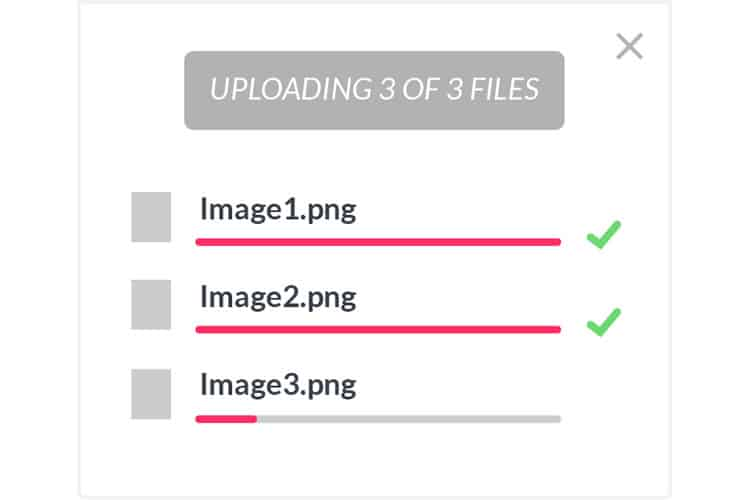 UPLOADING 3 OF 3 FILES
Image1.png
Image2.png
Image3.png